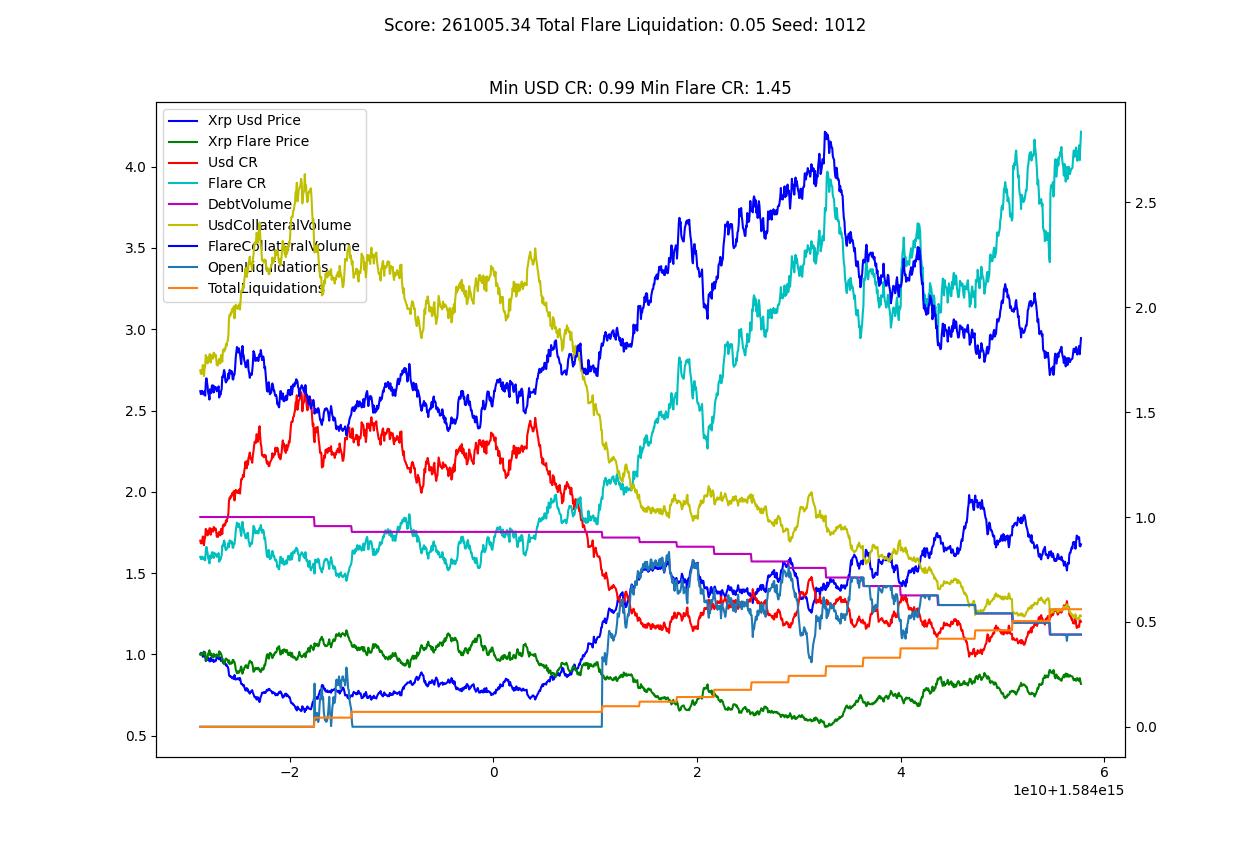 Score: 261005.34 Total Flare Liquidation: 0.05 Seed: 1012
Min USD CR: 0.99 Min Flare CR: 1.45
Xrp Usd Price
Xrp Flare Price
Usd CR
Flare CR
DebtVolume
UsdCollateralVolume
FlareCollateralVolume
OpenLiquidations
TotalLiquidations
4.0
3.5
3.0
2.5
2.0
1.5
1.0
0.5
2.5
2.0
1.5
1.0
0.5
0.0
−2
0
2
4
6
1e10+1.584e15